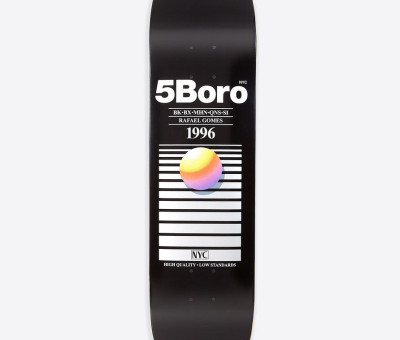 5Boro NYC
BK•BX•MHN•QNS•SI
RAFAEL GOMES
1996
NYC
HIGH QUALITY • LOW STANDARDS